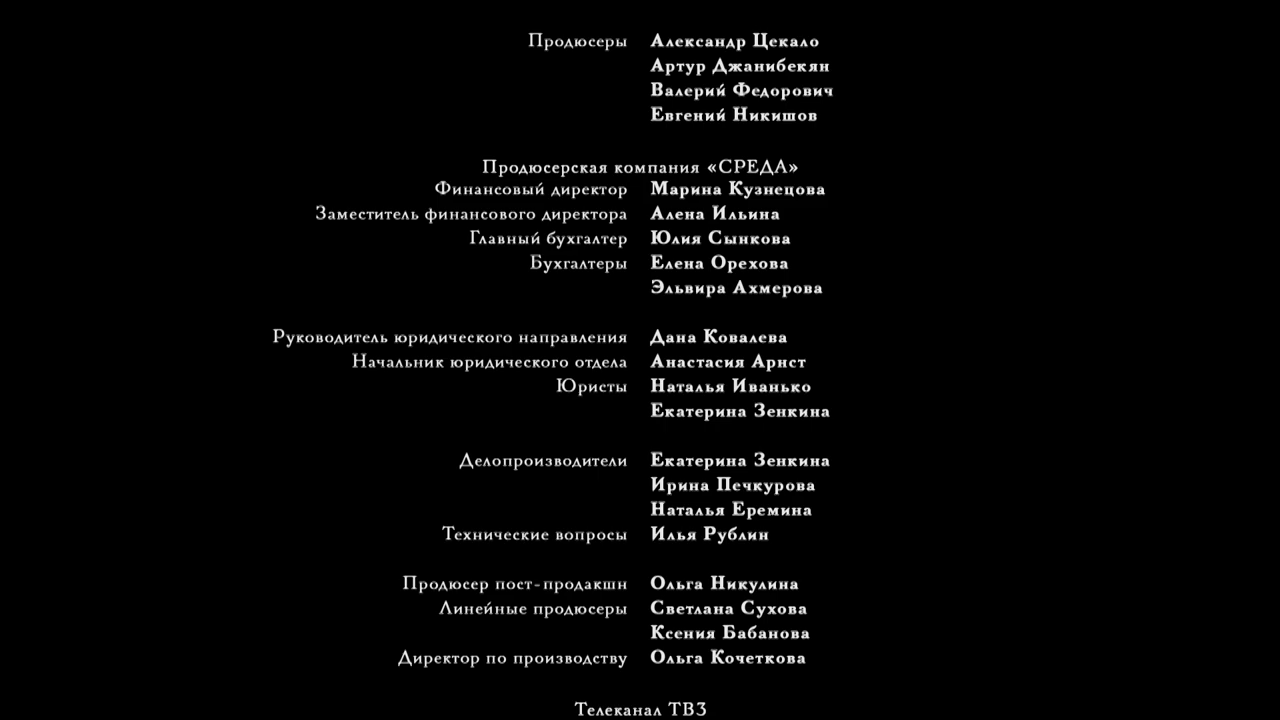 Продюсеры Александр Цекало
Артур Джанибекян
Валерий Федорович
Евгений Никишов
Продюсерская компания «СРЕДА»
Финансовый директор Марина Кузнецова
Заместитель финансового директора Алена Ильина
Главный бухгалтер Юлия Сынкова
Бухгалтеры Елена Орехова
Эльвира Ахмерова
Руководитель юридического направления Дана Ковалева
Начальник юридического отдела Анастасия Арнст
Юристы Наталья Иванько
Екатерина Зенкина
Делопроизводители Екатерина Зенкина
Ирина Печкурова
Наталья Еремина
Технические вопросы Илья Рублин
Продюсер пост-продакшн Ольга Никулина
Линейные продюсеры Светлана Сухова
Ксения Бабанова
Директор по производству Ольга Кочеткова
Телеканал ТВ3